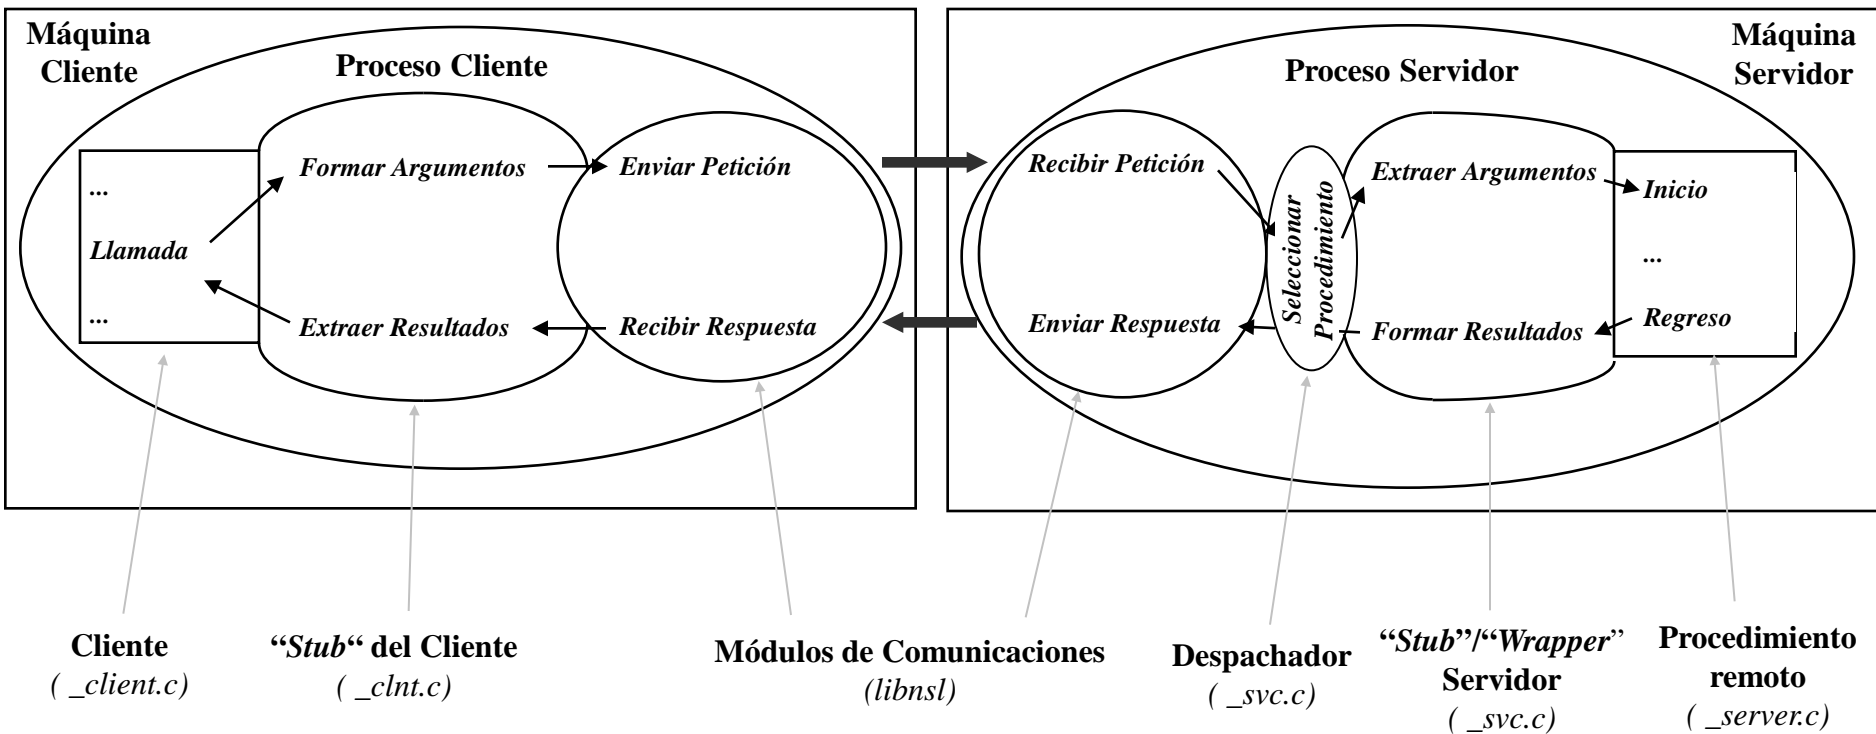 Máquina
Cliente
Proceso Cliente
...
Llamada
...
Formar Argumentos
Extraer Resultados
Enviar Petición
Recibir Respuesta
Máquina
Servidor
Proceso Servidor
Recibir Petición
Enviar Respuesta
Seleccionar
Procedimiento
Extraer Argumentos
Formar Resultados
Inicio
...
Regreso
Cliente
( _client.c)
“Stub“ del Cliente
( _clnt.c)
Módulos de Comunicaciones
(libnsl)
Despachador
( _svc.c)
“Stub”/“Wrapper”
Servidor
( _svc.c)
Procedimiento
remoto
( _server.c)